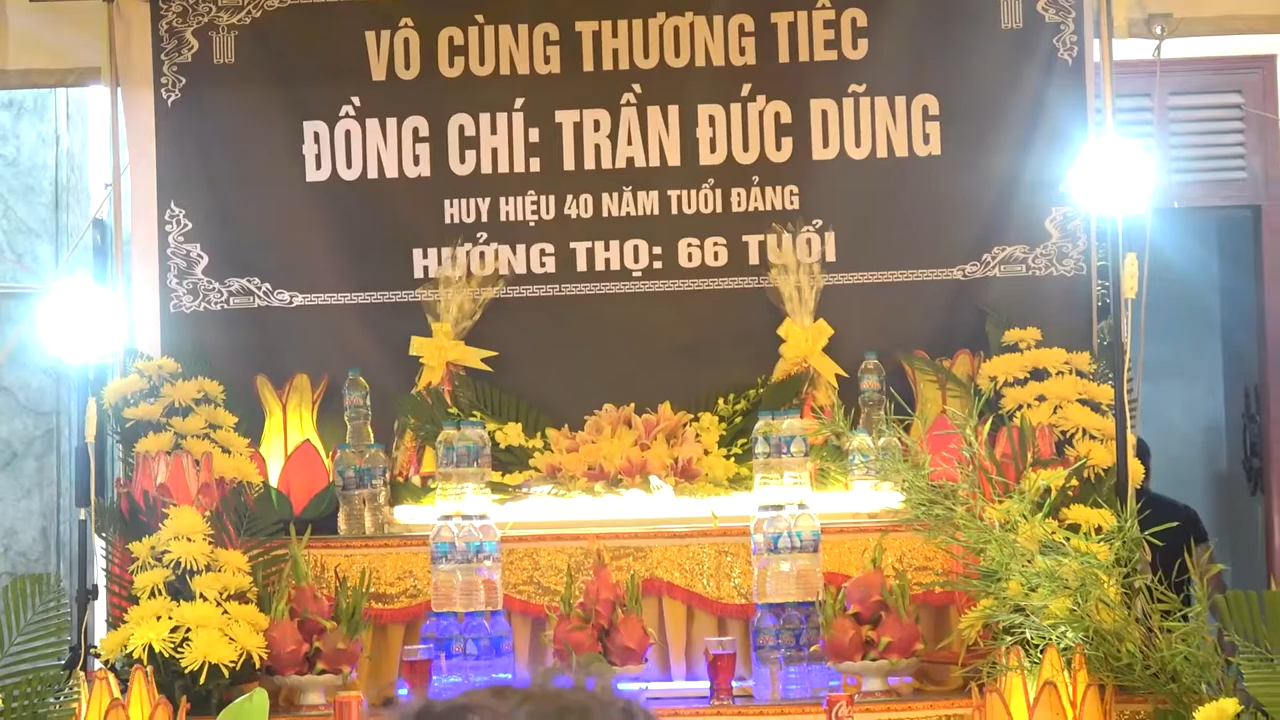 VÔ CÙNG THƯƠNG TIẾC
ĐỒNG CHÍ: TRẦN ĐỨC DŨNG
HUY HIỆU 40 NĂM TUỔI ĐẢNG
HƯỞNG THỌ: 66 TUỔI